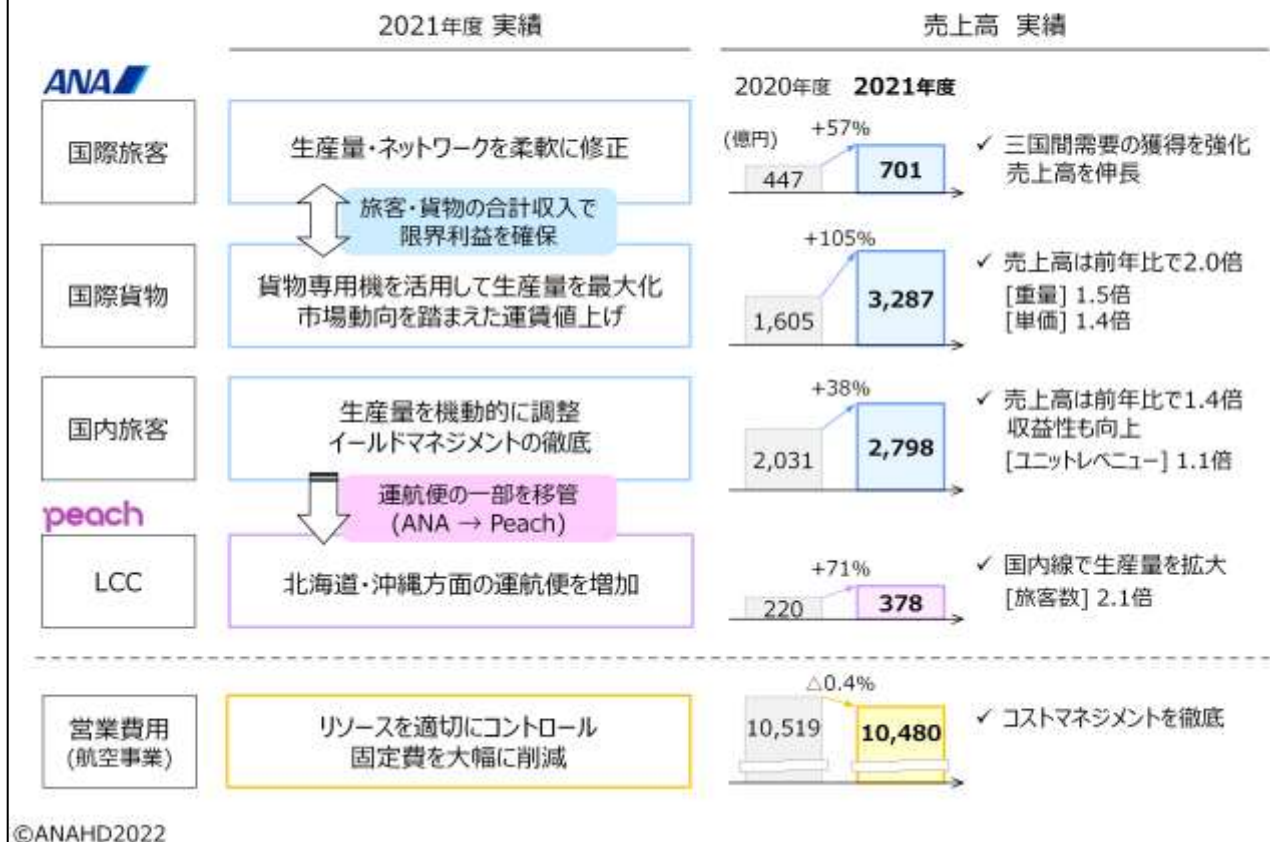 2021年度 実績
売上高 実績
ANA
2020年度 2021年度
国際旅客
生産量・ネットワークを柔軟に修正
(億円)
+57%
447
701
✓ 三国間需要の獲得を強化
売上高を伸長
旅客・貨物の合計収入で
限界利益を確保
国際貨物
貨物専用機を活用して生産量を最大化
市場動向を踏まえた運賃値上げ
+105%
1,605
3,287
✓ 売上高は前年比で2.0倍
[重量] 1.5倍
[単価] 1.4倍
国内旅客
生産量を機動的に調整
イールドマネジメントの徹底
+38%
2,031
2,798
✓ 売上高は前年比で1.4倍
収益性も向上
[ユニットレベニュー] 1.1倍
運航便の一部を移管
(ANA → Peach)
peach
LCC
北海道・沖縄方面の運航便を増加
+71%
220
378
✓ 国内線で生産量を拡大
[旅客数] 2.1倍
営業費用
(航空事業)
リソースを適切にコントロール
固定費を大幅に削減
△0.4%
10,519
10,480
✓ コストマネジメントを徹底
©ANAHD2022